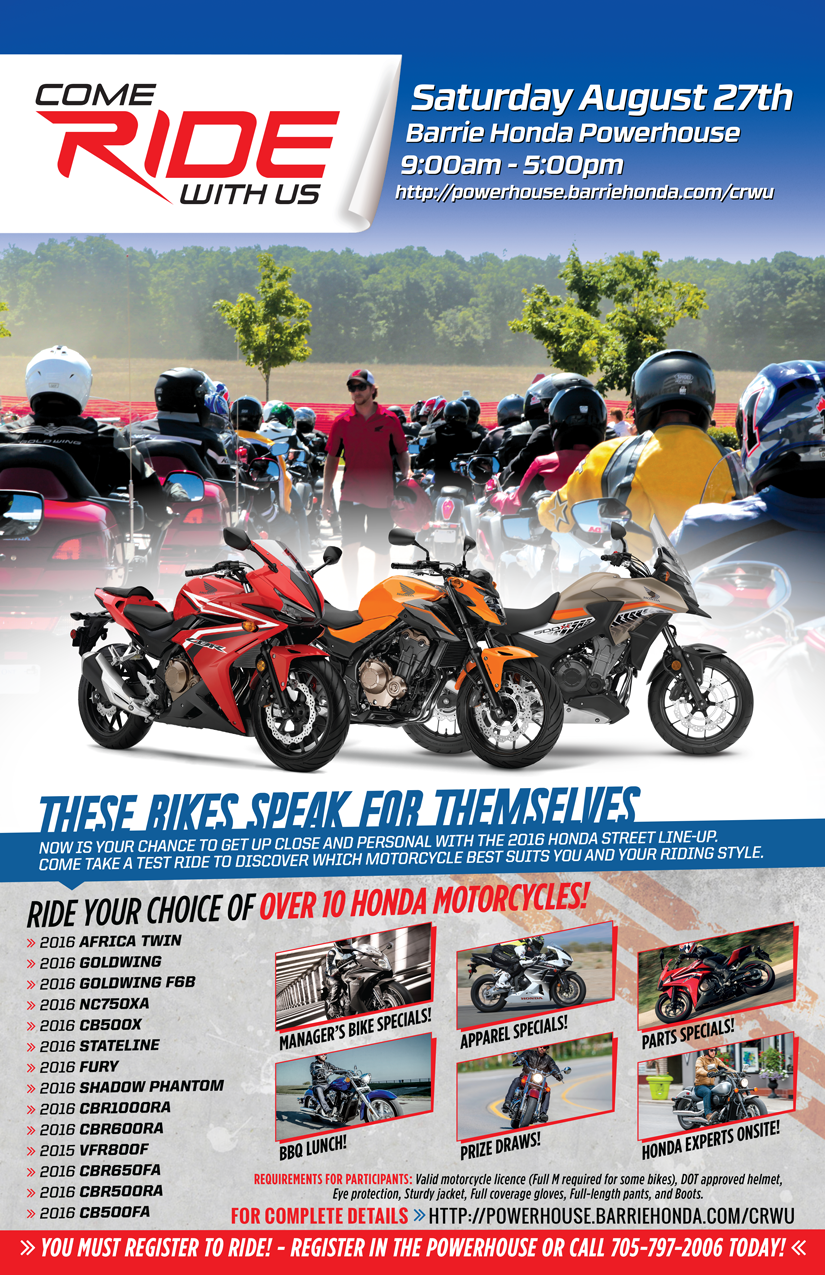 COME
RIDE
WITH US
Saturday August 27th
Barrie Honda Powerhouse
9:00am - 5:00pm
http://powerhouse.barriehonda.com/crwu
GOLDWING
CBR
500X
THESE BIKES SPEAK FOR THEMSELVES
NOW IS YOUR CHANCE TO GET UP CLOSE AND PERSONAL WITH THE 2016 HONDA STREET LINE-UP.
COME TAKE A TEST RIDE TO DISCOVER WHICH MOTORCYCLE BEST SUITS YOU AND YOUR RIDING STYLE.
RIDE YOUR CHOICE OF OVER 10 HONDA MOTORCYCLES!
» 2016 AFRICA TWIN
» 2016 GOLDWING
» 2016 GOLDWING F6B
» 2016 NC750XA
» 2016 CB500X
» 2016 STATELINE
» 2016 FURY
» 2016 SHADOW PHANTOM
» 2016 CBR1000RA
» 2016 CBR600RA
» 2015 VFR800F
» 2016 CBR650FA
» 2016 CBR500RA
» 2016 CB500FA
MANAGER'S BIKE SPECIALS!
HONDA
APPAREL SPECIALS!
PARTS SPECIALS!
BBQ LUNCH!
PRIZE DRAWS!
HONDA EXPERTS ONSITE!
REQUIREMENTS FOR PARTICIPANTS: Valid motorcycle licence (Full M required for some bikes), DOT approved helmet,
Eye protection, Sturdy jacket, Full coverage gloves, Full-length pants, and Boots.
FOR COMPLETE DETAILS » HTTP://POWERHOUSE.BARRIEHONDA.COM/CRWU
» YOU MUST REGISTER TO RIDE! - REGISTER IN THE POWERHOUSE OR CALL 705-797-2006 TODAY! «